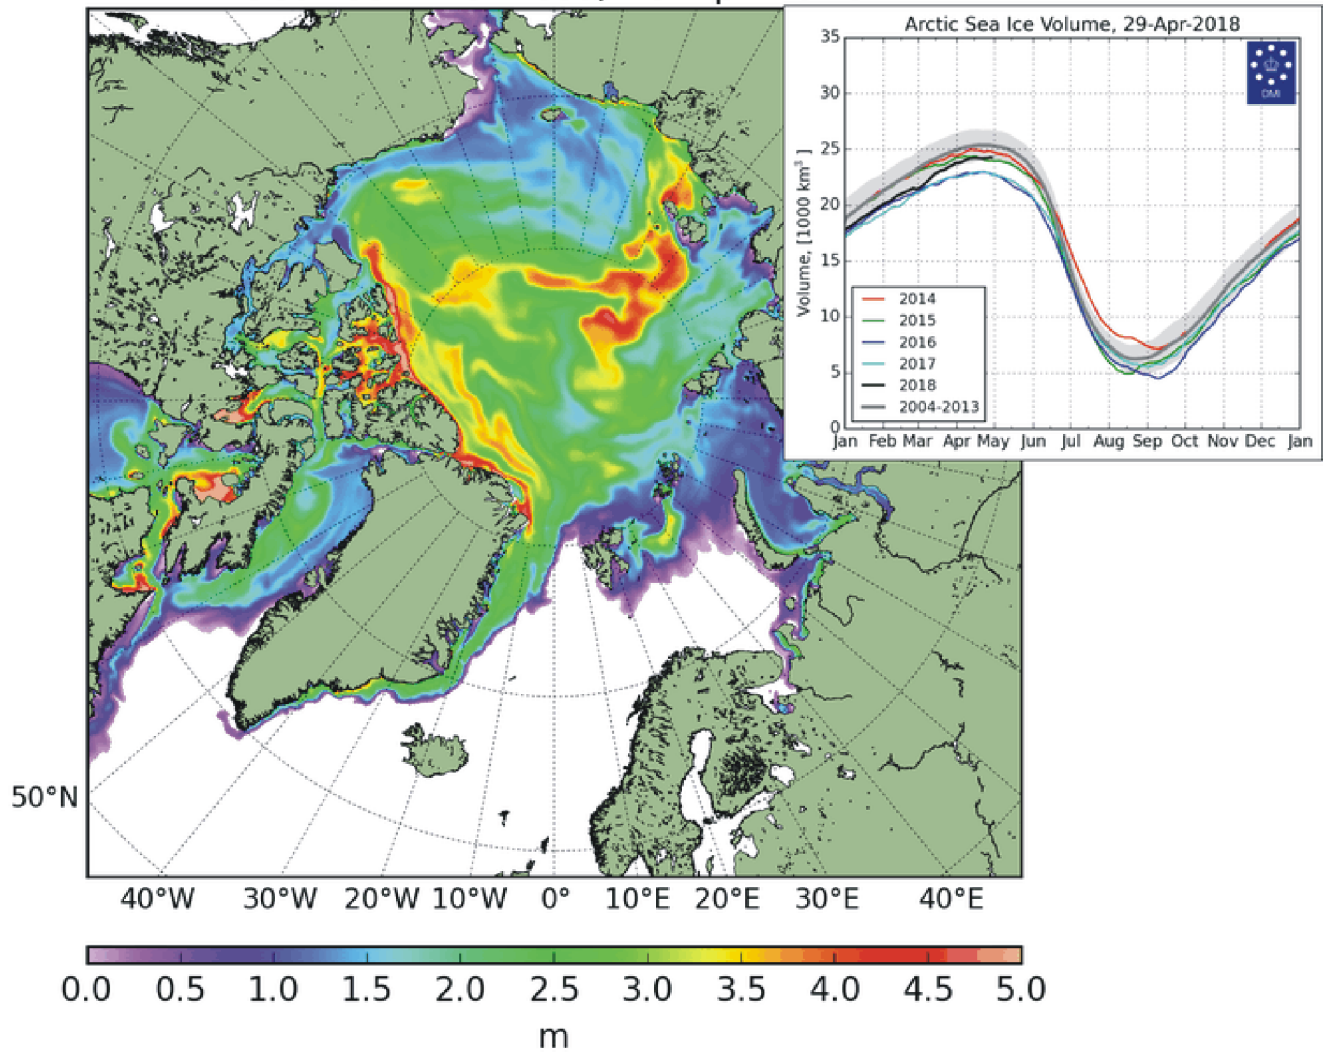 Arctic Sea Ice Volume, 29-Apr-2018
35
30
25
20
15
10
5
0
Volume, [1000 km³ ]
DMI
2014
2015
2016
2017
2018
2004-2013
Jan Feb Mar Apr May Jun Jul Aug Sep Oct Nov Dec Jan
50°N
40°W 30°W 20°W 10°W 0° 10°E 20°E 30°E 40°E
0.0 0.5 1.0 1.5 2.0 2.5 3.0 3.5 4.0 4.5 5.0
m